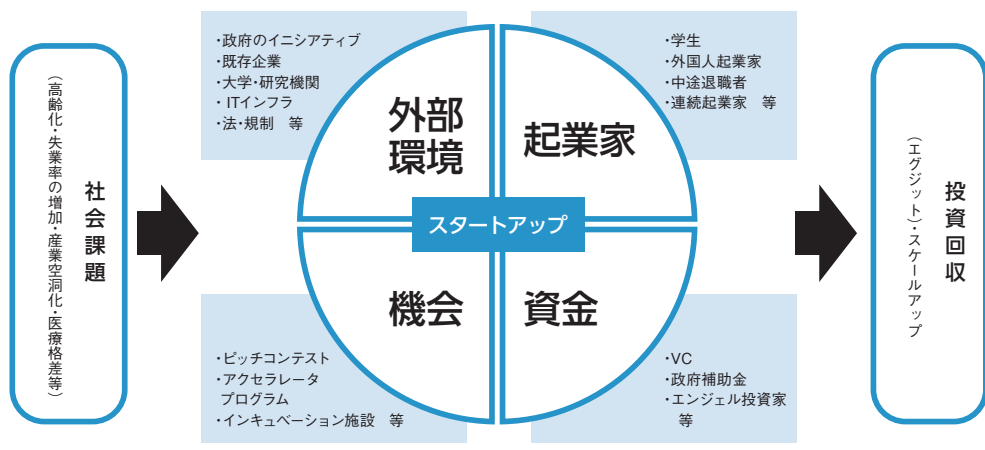 社会課題
（高齢化・失業率の増加・産業空洞化・医療格差等）
・政府のイニシアティブ
・既存企業
・大学・研究機関
・ITインフラ
・法・規制　等
外部
環境
・学生
・外国人起業家
・中途退職者
・連続起業家　等
起業家
スタートアップ
機会
・ピッチコンテスト
・アクセラレータ
プログラム
・インキュベーション施設　等
資金
・VC
・政府補助金
・エンジェル投資家
等
投資回収
（エグジット）・スケールアップ